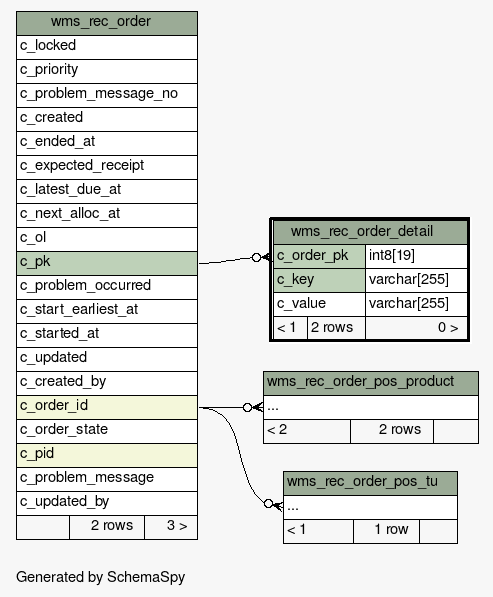 wms_rec_order
c_locked
c_priority
c_problem_message_no
c_created
c_ended_at
c_expected_receipt
c_latest_due_at
c_next_alloc_at
c_ol
c_pk
c_problem_occurred
c_start_earliest_at
c_started_at
c_updated
c_created_by
c_order_id
c_order_state
c_pid
c_problem_message
c_updated_by
2 rows 3 >
wms_rec_order_detail
c_order_pk int8[19]
c_key varchar[255]
c_value varchar[255]
< 1 2 rows 0 >
wms_rec_order_pos_product
...
< 2 2 rows
wms_rec_order_pos_tu
...
< 1 1 row
Generated by SchemaSpy